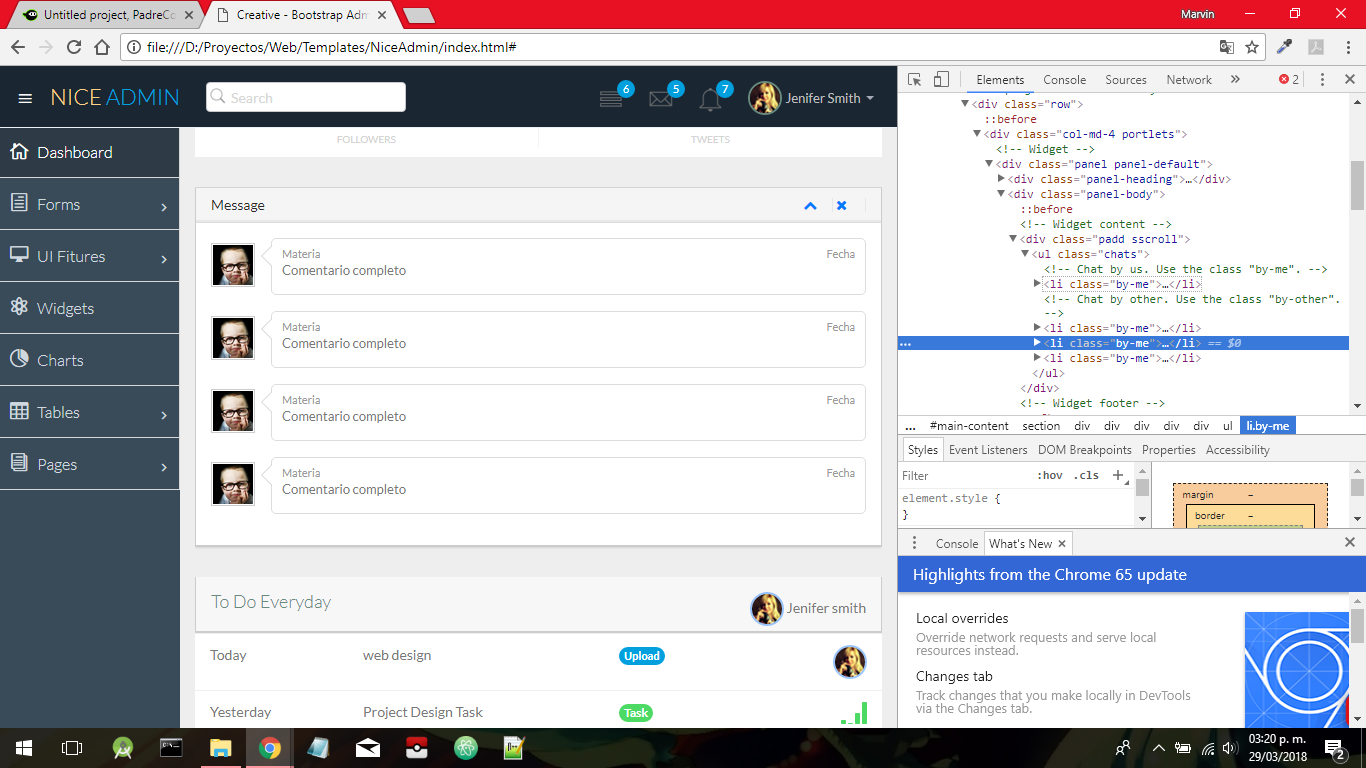 Untitled project, PadreCo
Creative - Bootstrap Adm
Marvin
file:///D:/Proyectos/Web/Templates/NiceAdmin/index.html#
NICE ADMIN
Search
6
5
7
Jenifer Smith
Dashboard
Forms
UI Fitures
Widgets
Charts
Tables
Pages
FOLLOWERS
TWEETS
Message
Materia
Fecha
Comentario completo
Materia
Fecha
Comentario completo
Materia
Fecha
Comentario completo
Materia
Fecha
Comentario completo
To Do Everyday
Jenifer smith
Today
web design
Upload
Yesterday
Project Design Task
Task
Elements
Console
Sources
Network
2
<div class="row">
::before
<div class="col-md-4 portlets">
<!-- Widget -->
<div class="panel panel-default">
<div class="panel-heading">…</div>
<div class="panel-body">
::before
<!-- Widget content -->
<div class="padd sscroll">
<ul class="chats">
<!-- Chat by us. Use the class "by-me". -->
<li class="by-me">…</li>
<!-- Chat by other. Use the class "by-other".
-->
<li class="by-me">…</li>
<li class="by-me">…</li> == $0
<li class="by-me">…</li>
</ul>
</div>
<!-- Widget footer -->
... #main-content section div div div div div ul li.by-me
Styles
Event Listeners
DOM Breakpoints
Properties
Accessibility
Filter
:hov
.cls
+
element.style {
}
margin
–
border
–
Console
What's New
Highlights from the Chrome 65 update
Local overrides
Override network requests and serve local
resources instead.
Changes tab
Track changes that you make locally in DevTools
via the Changes tab.
03:20 p. m.
29/03/2018
2